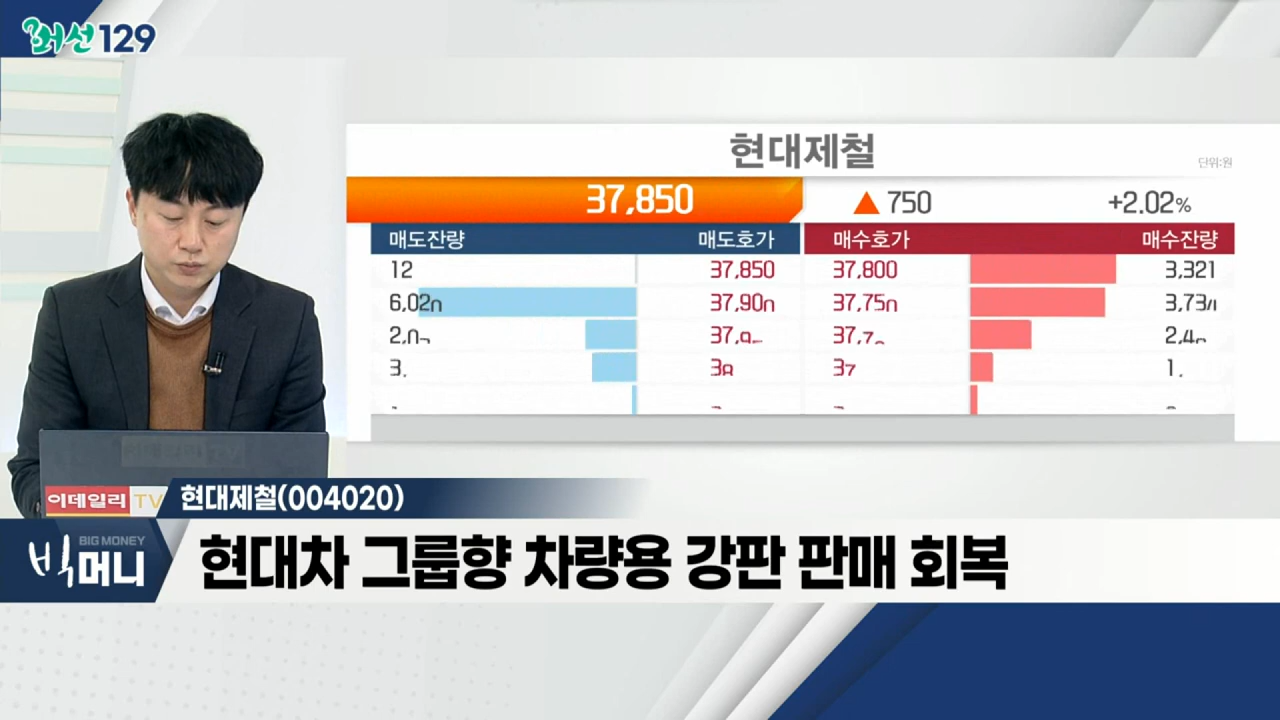 머선129
현대제철
단위:원
37,850 ▲ 750 +2.02%
매도잔량 매도호가 매수호가 매수잔량
12 37,850 37,800 3,321
현대제철(004020)
이데일리 TV
BIG MONEY
빅머니
현대차 그룹향 차량용 강판 판매 회복